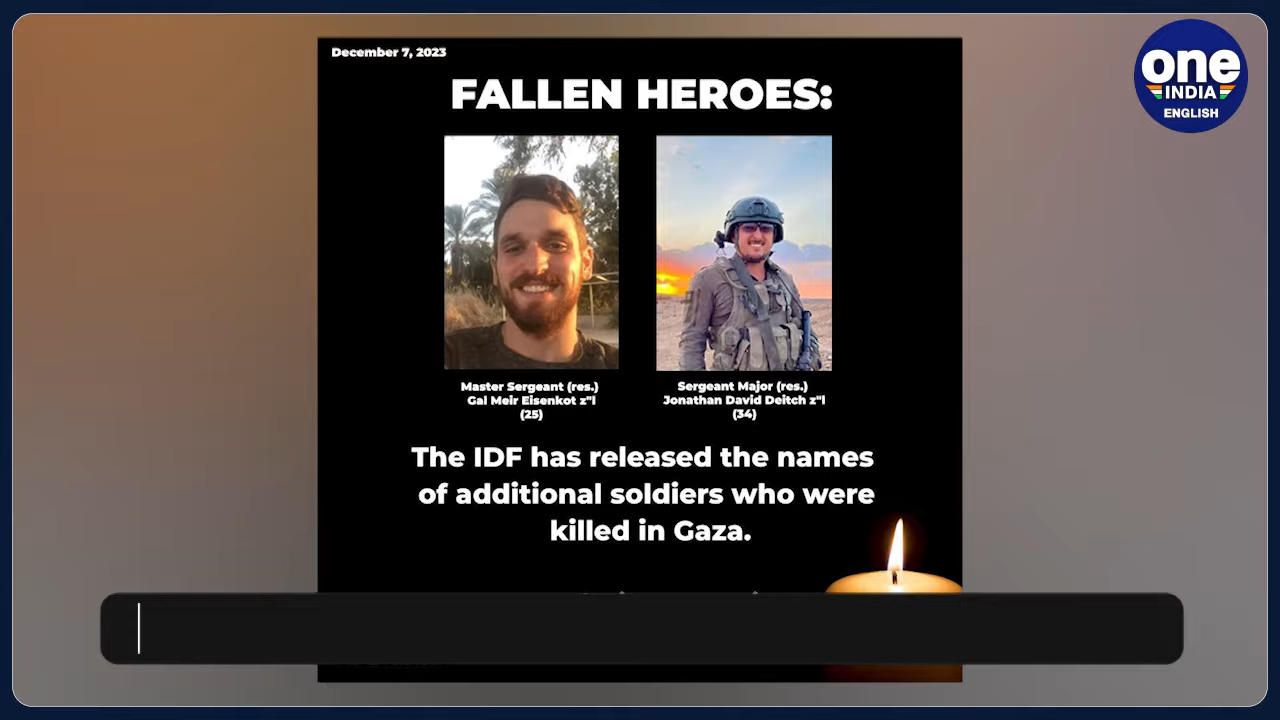 December 7, 2023
FALLEN HEROES:
Master Sergeant (res.)
Gal Meir Eisenkot z"l
(25)
Sergeant Major (res.)
Jonathan David Deitch z"l
(34)
The IDF has released the names
of additional soldiers who were
killed in Gaza.
one
INDIA
ENGLISH